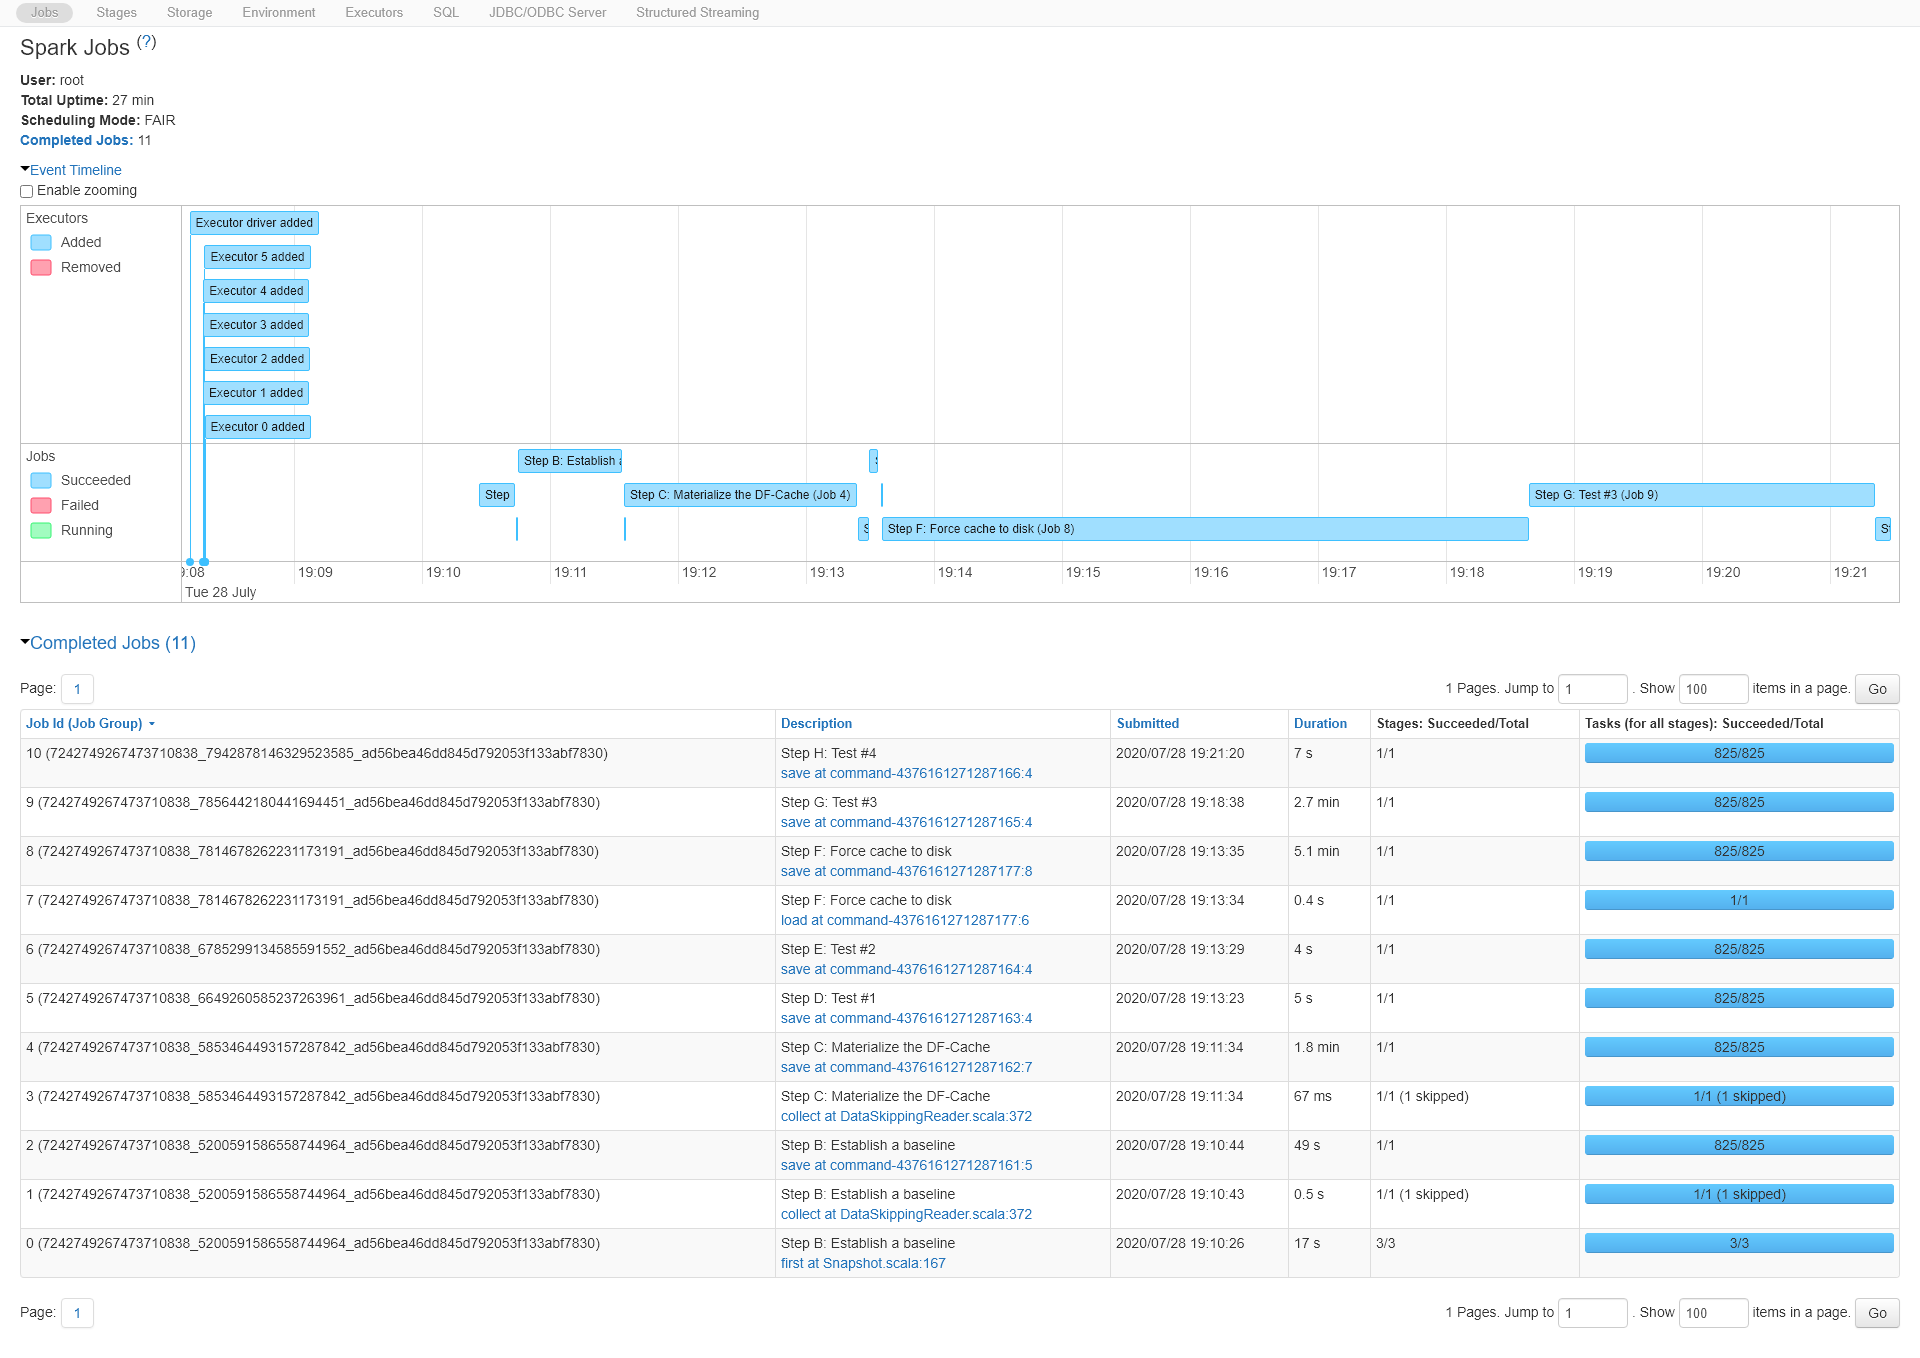 Jobs Stages Storage Environment Executors SQL JDBC/ODBC Server Structured Streaming
Spark Jobs (?)
User: root
Total Uptime: 27 min
Scheduling Mode: FAIR
Completed Jobs: 11
Event Timeline
Enable zooming
Executors
Added
Removed
Executor driver added
Executor 5 added
Executor 4 added
Executor 3 added
Executor 2 added
Executor 1 added
Executor 0 added
Jobs
Succeeded
Failed
Running
Step B: Establish
Step Step C: Materialize the DF-Cache (Job 4) Step G: Test #3 (Job 9)
Step F: Force cache to disk (Job 8)
9:08 19:09 19:10 19:11 19:12 19:13 19:14 19:15 19:16 19:17 19:18 19:19 19:20 19:21
Tue 28 July
Completed Jobs (11)
Page: 1 1 Pages. Jump to 1 . Show 100 items in a page. Go
Job Id (Job Group) Description Submitted Duration Stages: Succeeded/Total Tasks (for all stages): Succeeded/Total
10 (7242749267473710838_7942878146329523585_ad56bea46dd845d792053f133abf7830) Step H: Test #4 2020/07/28 19:21:20 7 s 1/1 825/825
save at command-4376161271287166:4
9 (7242749267473710838_7856442180441694451_ad56bea46dd845d792053f133abf7830) Step G: Test #3 2020/07/28 19:18:38 2.7 min 1/1 825/825
save at command-4376161271287165:4
8 (7242749267473710838_7814678262231173191_ad56bea46dd845d792053f133abf7830) Step F: Force cache to disk 2020/07/28 19:13:35 5.1 min 1/1 825/825
save at command-4376161271287177:8
7 (7242749267473710838_7814678262231173191_ad56bea46dd845d792053f133abf7830) Step F: Force cache to disk 2020/07/28 19:13:34 0.4 s 1/1 1/1
load at command-4376161271287177:6
6 (7242749267473710838_6785299134585591552_ad56bea46dd845d792053f133abf7830) Step E: Test #2 2020/07/28 19:13:29 4 s 1/1 825/825
save at command-4376161271287164:4
5 (7242749267473710838_6649260585237263961_ad56bea46dd845d792053f133abf7830) Step D: Test #1 2020/07/28 19:13:23 5 s 1/1 825/825
save at command-4376161271287163:4
4 (7242749267473710838_5853464493157287842_ad56bea46dd845d792053f133abf7830) Step C: Materialize the DF-Cache 2020/07/28 19:11:34 1.8 min 1/1 825/825
save at command-4376161271287162:7
3 (7242749267473710838_5853464493157287842_ad56bea46dd845d792053f133abf7830) Step C: Materialize the DF-Cache 2020/07/28 19:11:34 67 ms 1/1 (1 skipped) 1/1 (1 skipped)
collect at DataSkippingReader.scala:372
2 (7242749267473710838_5200591586558744964_ad56bea46dd845d792053f133abf7830) Step B: Establish a baseline 2020/07/28 19:10:44 49 s 1/1 825/825
save at command-4376161271287161:5
1 (7242749267473710838_5200591586558744964_ad56bea46dd845d792053f133abf7830) Step B: Establish a baseline 2020/07/28 19:10:43 0.5 s 1/1 (1 skipped) 1/1 (1 skipped)
collect at DataSkippingReader.scala:372
0 (7242749267473710838_5200591586558744964_ad56bea46dd845d792053f133abf7830) Step B: Establish a baseline 2020/07/28 19:10:26 17 s 3/3 3/3
first at Snapshot.scala:167
Page: 1 1 Pages. Jump to 1 . Show 100 items in a page. Go